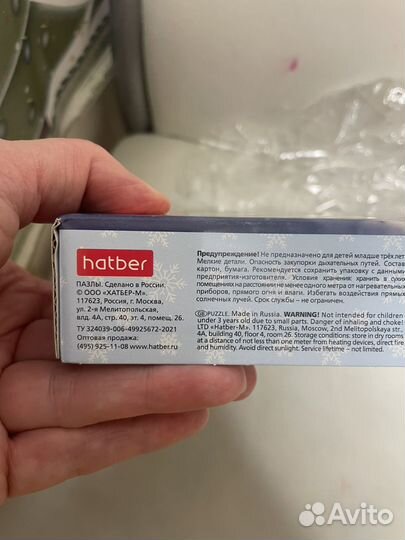 hatber
ПАЗЛЫ. Сделано в России.
© ООО «ХАТБЕР-М».
117623, Россия, г. Москва,
ул. 2-я Мелитопольская,
влд. 4А, стр. 40, эт. 4, помещ. 26.
ТУ 324039-006-49925672-2021
Оптовая продажа:
(495) 925-11-08 www.hatber.ru
Предупреждение! Не предназначено для детей младше трёх лет.
Мелкие детали. Опасность закупорки дыхательных путей. Состав:
картон, бумага. Рекомендуется сохранить упаковку с данными
предприятия-изготовителя. Условия хранения: хранить в сухих
помещениях на расстоянии не менее одного метра от нагревательных
приборов, прямого огня и влаги. Избегать воздействия прямых
солнечных лучей. Срок службы – не ограничен.
GB PUZZLE. Made in Russia. WARNING! Not intended for children
under 3 years old due to small parts. Danger of inhaling and choke!
LTD «Hatber-M». 117623, Russia, Moscow, 2nd Melitopolskaya str.,
4A, building 40, floor 4, room 26. Storage conditions: store in dry rooms
at a distance of not less than one meter from heating devices, direct fire
and humidity. Avoid direct sunlight. Service lifetime – not limited.
Avito